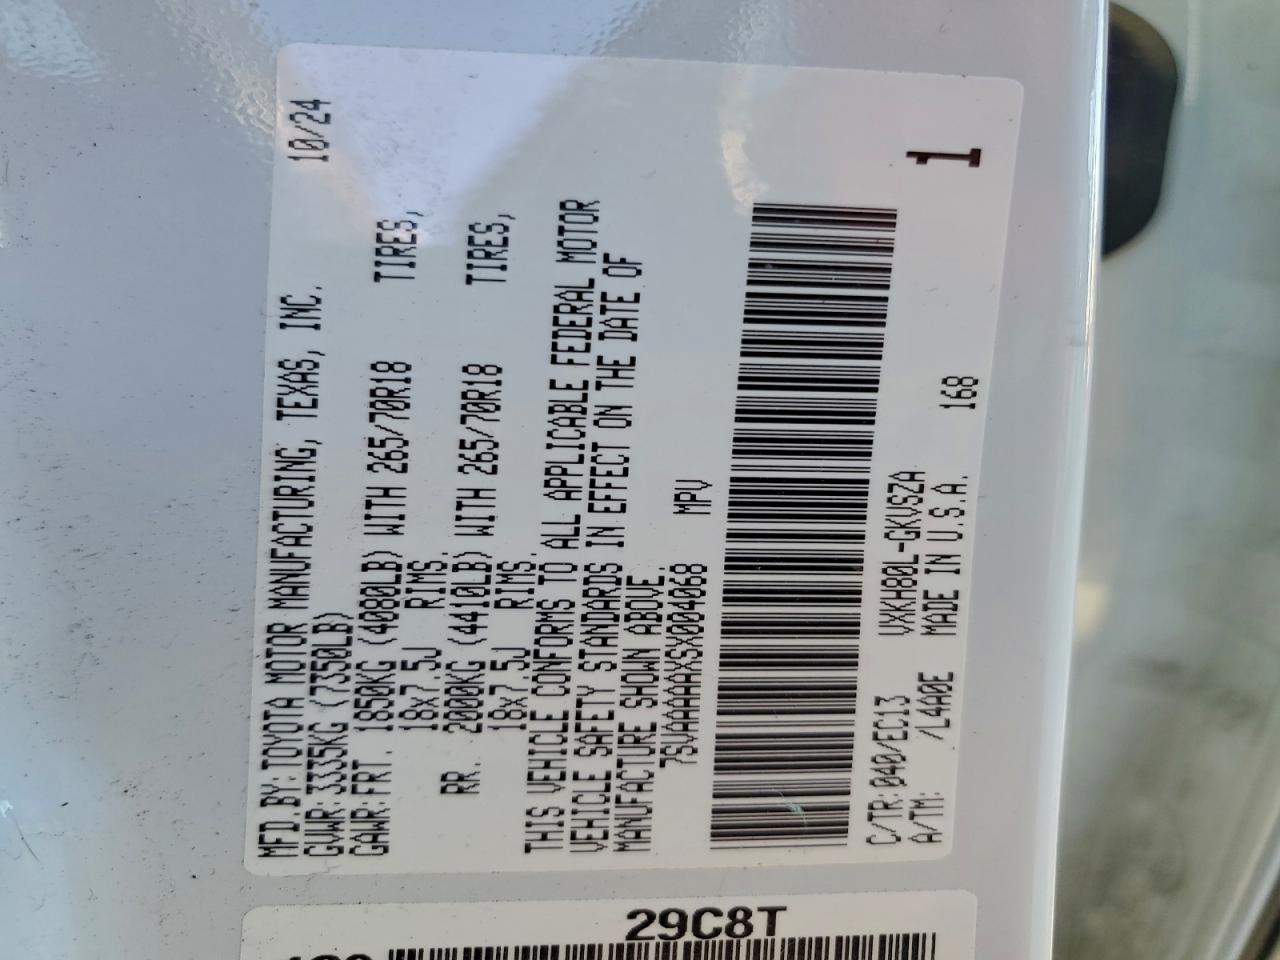 MFD.BY:TOYOTA MOTOR MANUFACTURING, TEXAS, INC. 10/24
GVWR:3335KG (7350LB)
GAWR:FRT. 1850KG (4080LB) WITH 265/70R18 TIRES,
18x7.5J RIMS,
RR. 2000KG (4410LB) WITH 265/70R18 TIRES,
18x7.5J RIMS.
THIS VEHICLE CONFORMS TO ALL APPLICABLE FEDERAL MOTOR
VEHICLE SAFETY STANDARDS IN EFFECT ON THE DATE OF
MANUFACTURE SHOWN ABOVE.
7SVAAAAAXSX004068 MPV
C/TR:040/EC13 VXKH80L-GKVSZA
A/TM: /L4A0E MADE IN U.S.A. 168
1
29C8T